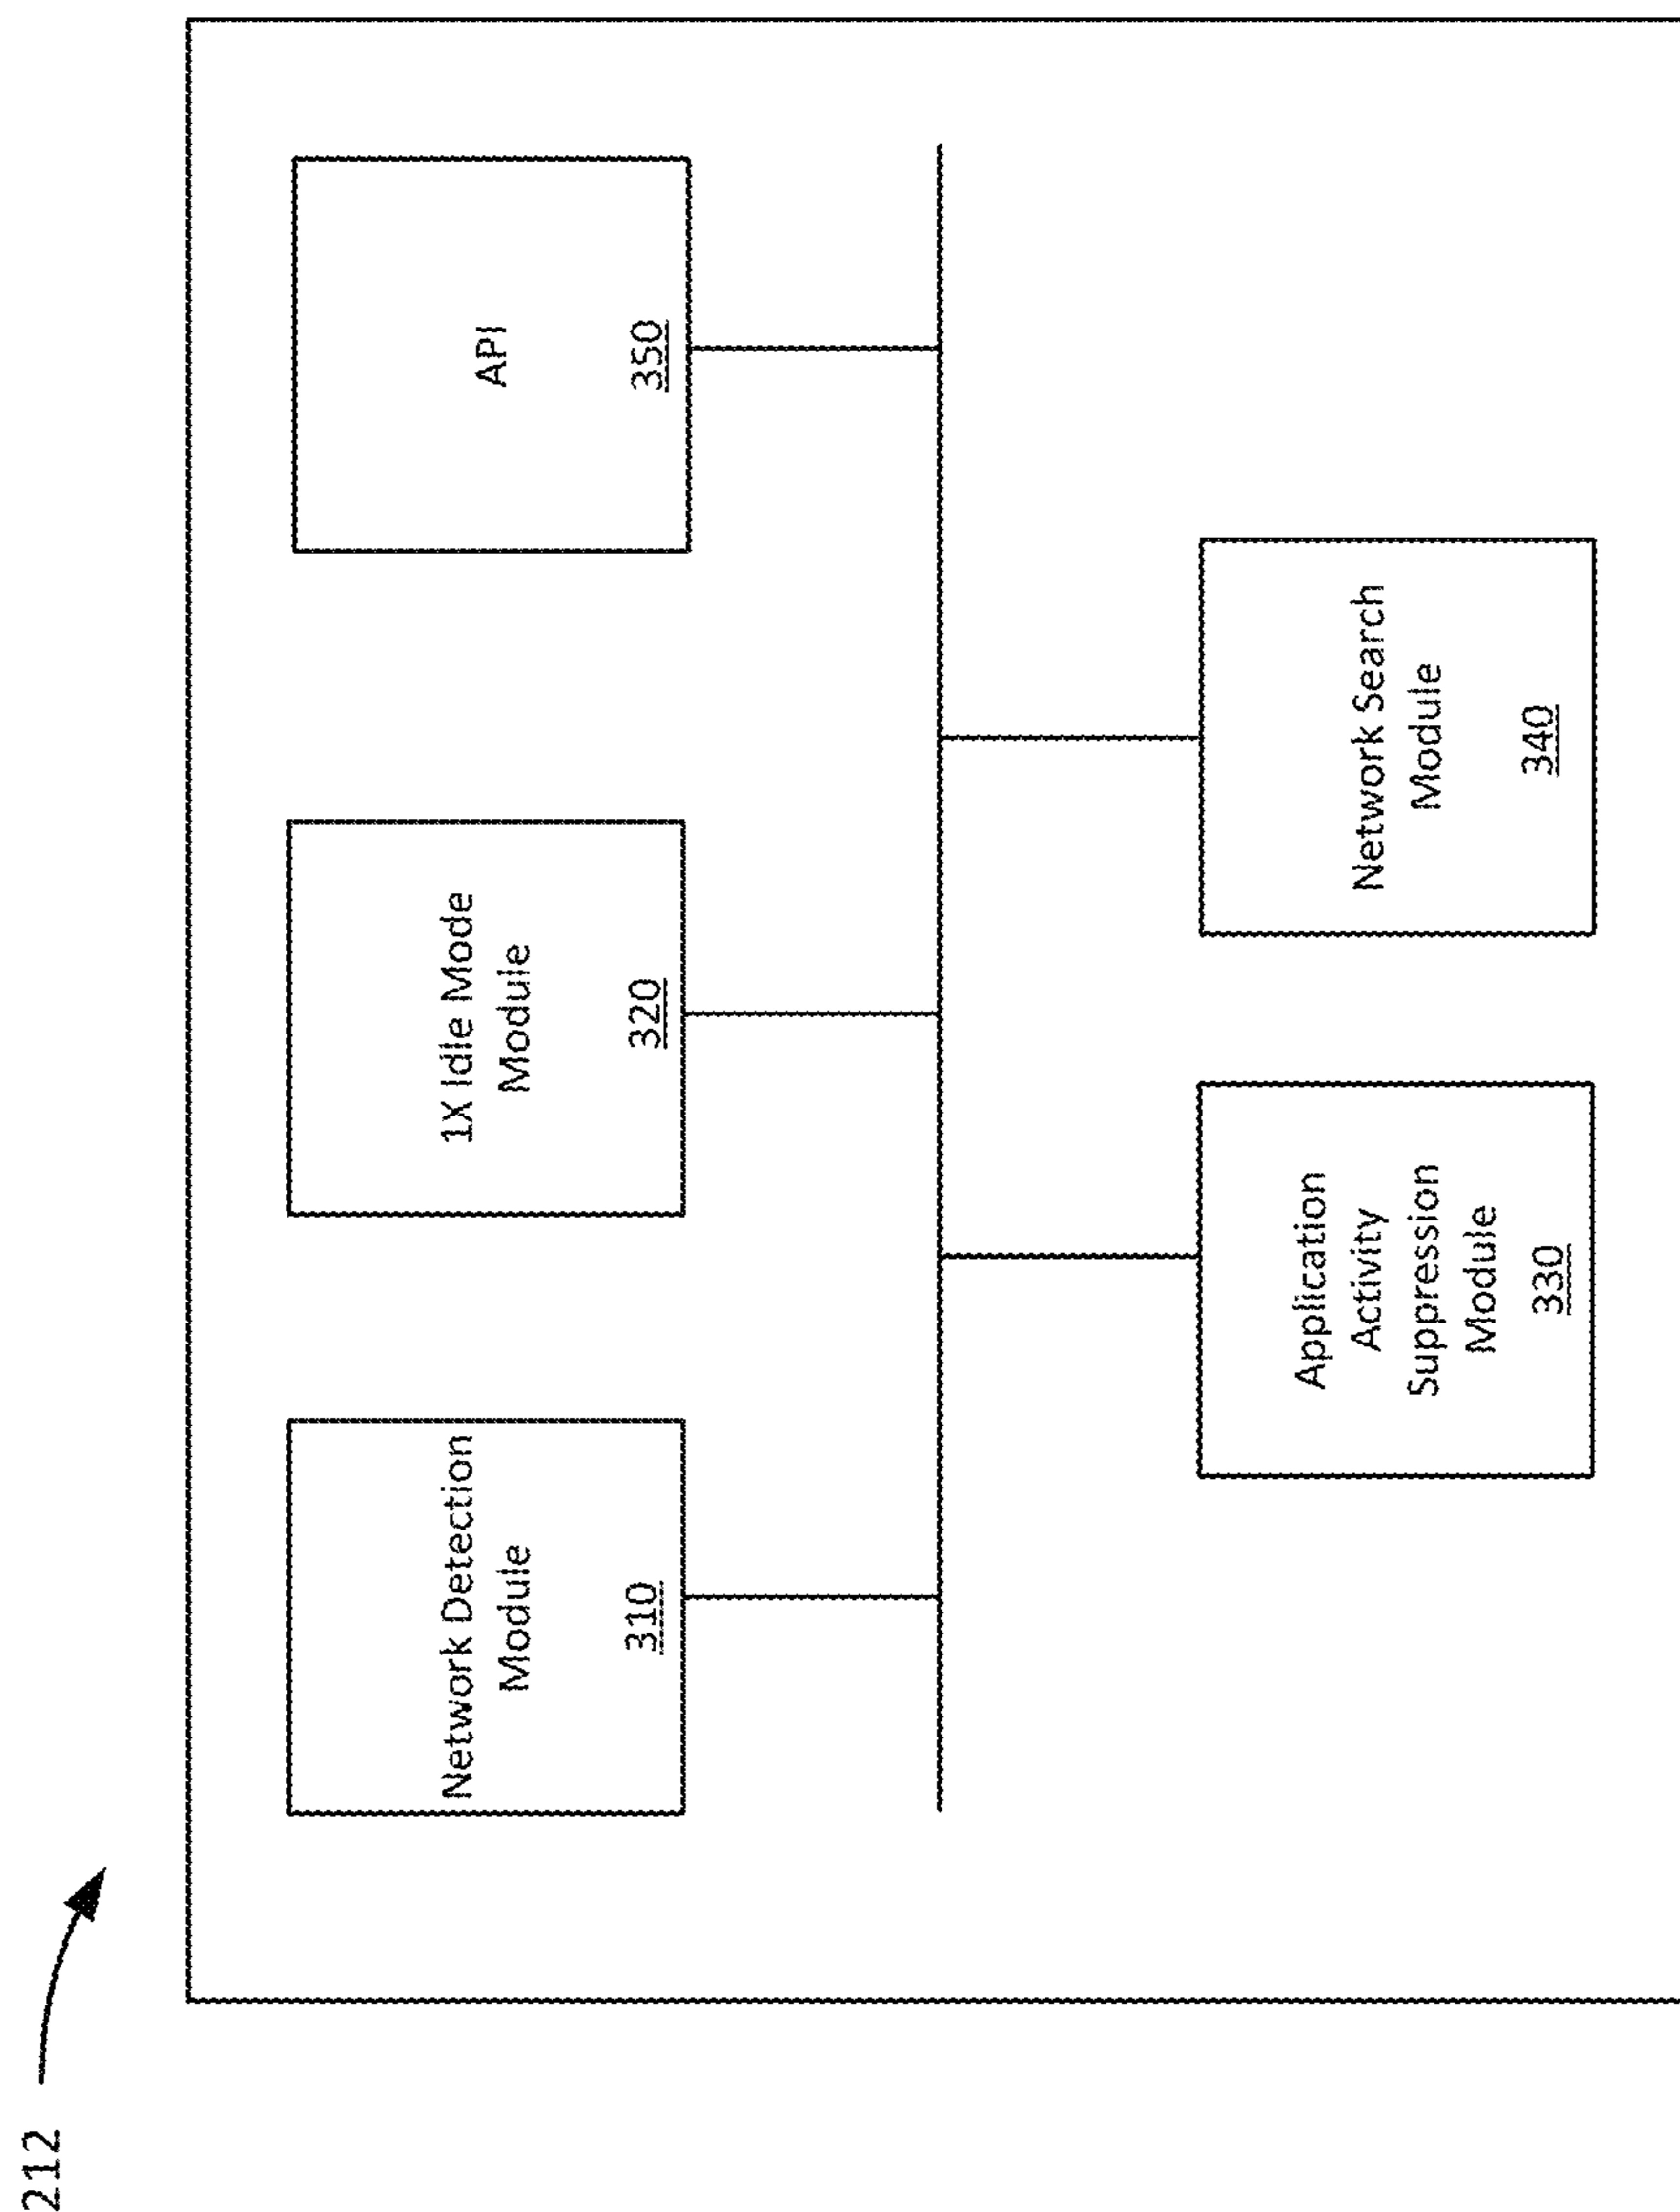 212
Network Detection
Module
310
1X Idle Mode
Module
320
API
350
Application
Activity
Suppression
Module
330
Network Search
Module
340